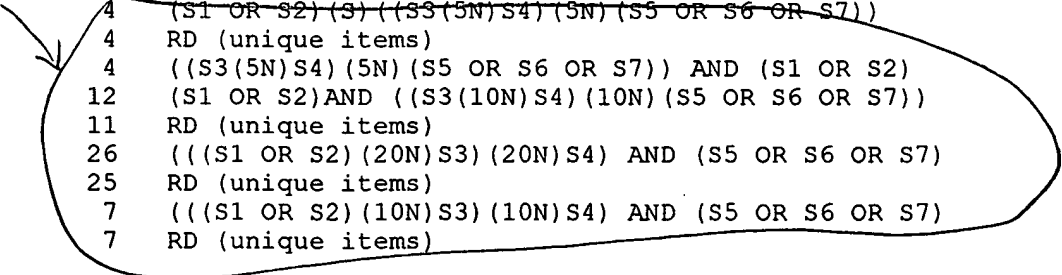 4 (S1 OR S2)(S)((S3(5N)S4)(5N)(S5 OR S6 OR S7))
4 RD (unique items)
4 ((S3(5N)S4)(5N)(S5 OR S6 OR S7)) AND (S1 OR S2)
12 (S1 OR S2)AND ((S3(10N)S4)(10N)(S5 OR S6 OR S7))
11 RD (unique items)
26 (((S1 OR S2)(20N)S3)(20N)S4) AND (S5 OR S6 OR S7)
25 RD (unique items)
7 (((S1 OR S2)(10N)S3)(10N)S4) AND (S5 OR S6 OR S7)
7 RD (unique items)